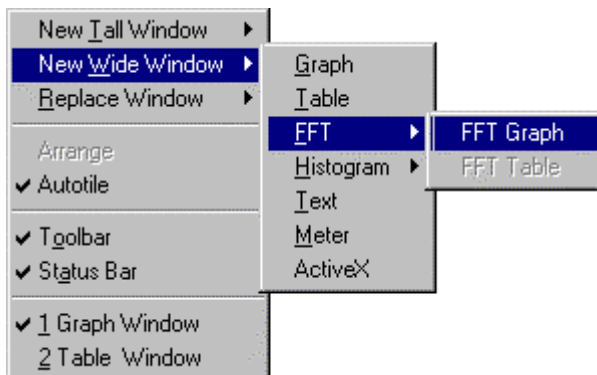 New Tall Window
New Wide Window
Replace Window
Arrange
Autotile
Toolbar
Status Bar
1 Graph Window
2 Table Window
Graph
Table
FFT
Histogram
Text
Meter
ActiveX
FFT Graph
FFT Table